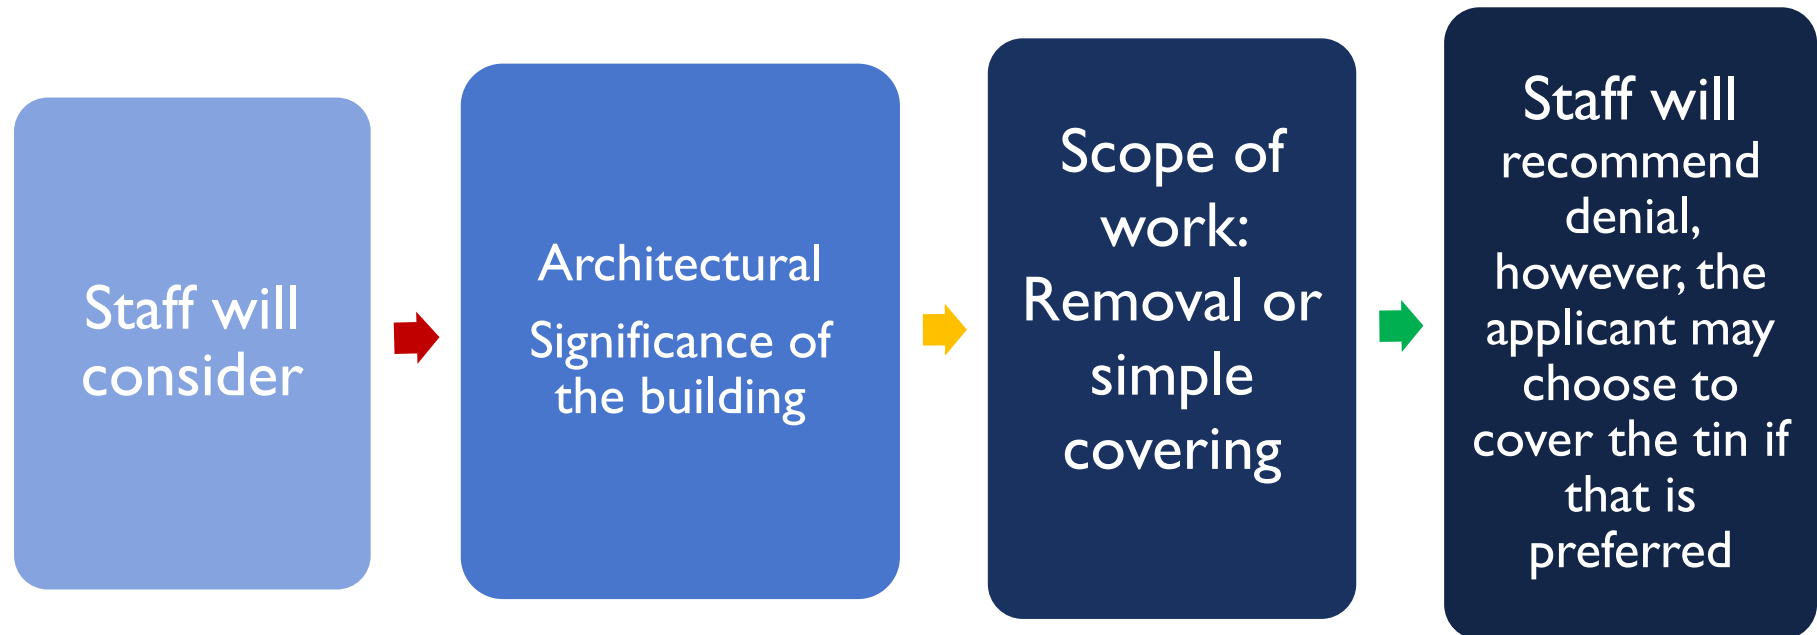 Staff will
consider
Architectural
Significance of
the building
Scope of
work:
Removal or
simple
covering
Staff will
recommend
denial,
however, the
applicant may
choose to
cover the tin if
that is
preferred